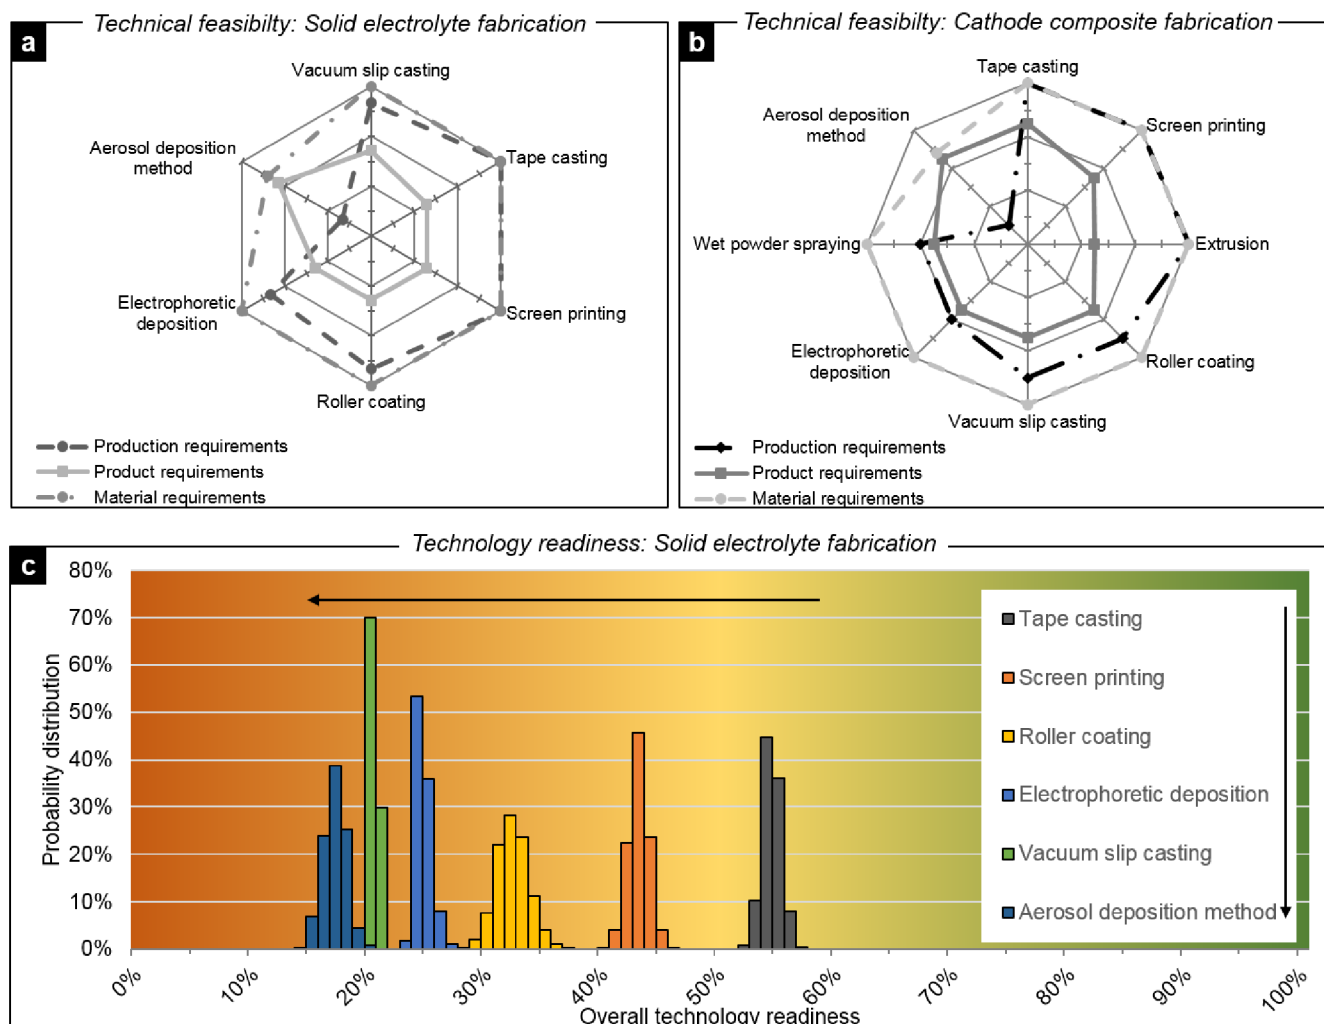 Technical feasibilty: Solid electrolyte fabrication
a
Vacuum slip casting
Aerosol deposition
method
Tape casting
Electrophoretic
deposition
Screen printing
Roller coating
Production requirements
Product requirements
Material requirements
Technical feasibilty: Cathode composite fabrication
b
Tape casting
Aerosol deposition
method
Screen printing
Wet powder spraying
Extrusion
Electrophoretic
deposition
Roller coating
Vacuum slip casting
Production requirements
Product requirements
Material requirements
Technology readiness: Solid electrolyte fabrication
c
80%
70%
60%
50%
40%
30%
20%
10%
0%
Probability distribution
Tape casting
Screen printing
Roller coating
Electrophoretic deposition
Vacuum slip casting
Aerosol deposition method
0%
10%
20%
30%
40%
50%
60%
70%
80%
90%
100%
Overall technology readiness